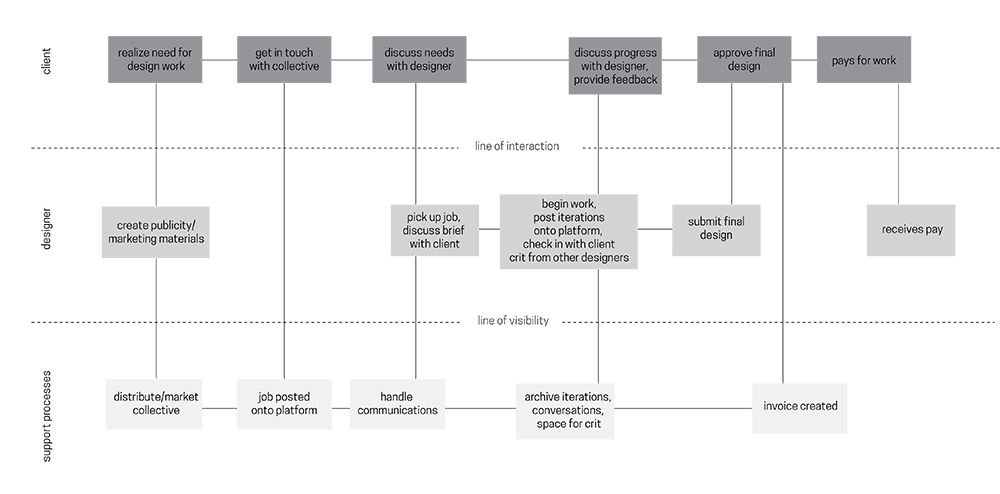 client
realize need for
design work
get in touch
with collective
discuss needs
with designer
discuss progress
with designer,
provide feedback
approve final
design
pays for work
line of interaction
designer
create publicity/
marketing materials
pick up job,
discuss brief
with client
begin work,
post iterations
onto platform,
check in with client
crit from other designers
submit final
design
receives pay
line of visibility
support processes
distribute/market
collective
job posted
onto platform
handle
communications
archive iterations,
conversations,
space for crit
invoice created